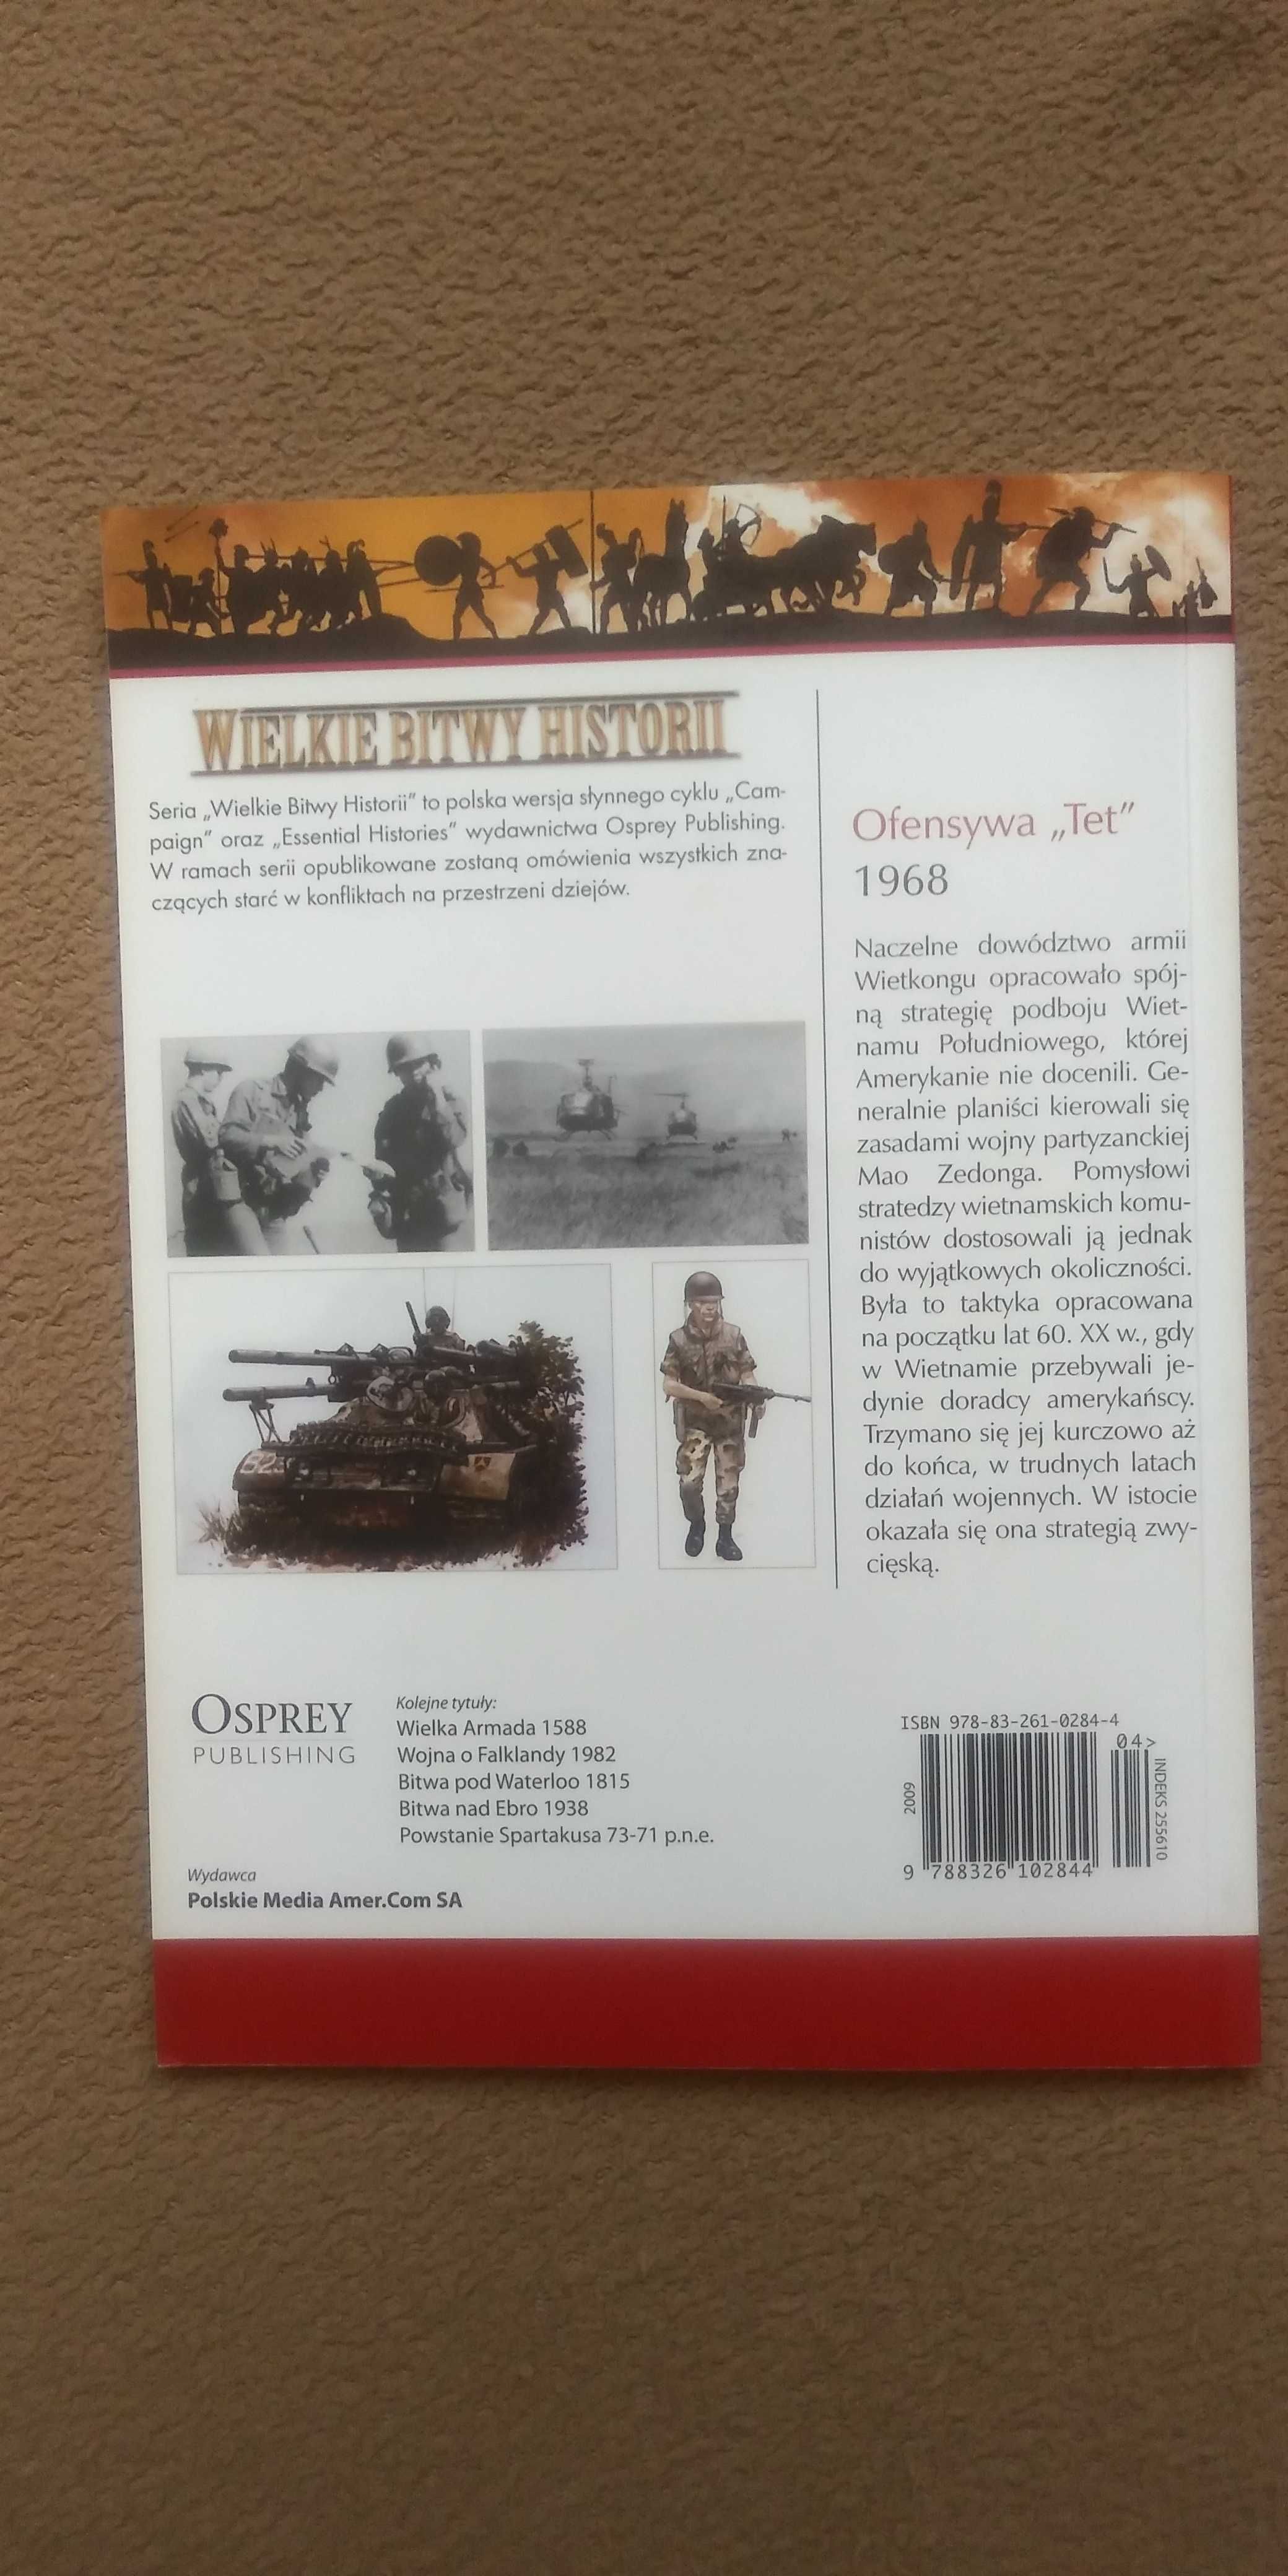 WIELKIE BITWY HISTORII
Seria „Wielkie Bitwy Historii” to polska wersja słynnego cyklu „Cam-
paign” oraz „Essential Histories” wydawnictwa Osprey Publishing.
W ramach serii opublikowane zostaną omówienia wszystkich zna-
czących starć w konfliktach na przestrzeni dziejów.
Ofensywa „Tet”
1968
Naczelne dowództwo armii
Wietkongu opracowało spój-
ną strategię podboju Wiet-
namu Południowego, której
Amerykanie nie docenili. Ge-
neralnie planiści kierowali się
zasadami wojny partyzanckiej
Mao Zedonga. Pomysłowi
stratedzy wietnamskich komu-
nistów dostosowali ją jednak
do wyjątkowych okoliczności.
Była to taktyka opracowana
na początku lat 60. XX w., gdy
w Wietnamie przebywali je-
dynie doradcy amerykańscy.
Trzymano się jej kurczowo aż
do końca, w trudnych latach
działań wojennych. W istocie
okazała się ona strategią zwy-
cięską.
OSPREY
PUBLISHING
Kolejne tytuły:
Wielka Armada 1588
Wojna o Falklandy 1982
Bitwa pod Waterloo 1815
Bitwa nad Ebro 1938
Powstanie Spartakusa 73-71 p.n.e.
Wydawca
Polskie Media Amer.Com SA
ISBN 978-83-261-0284-4
04>
2009
INDEKS 255610
9 788326 102844